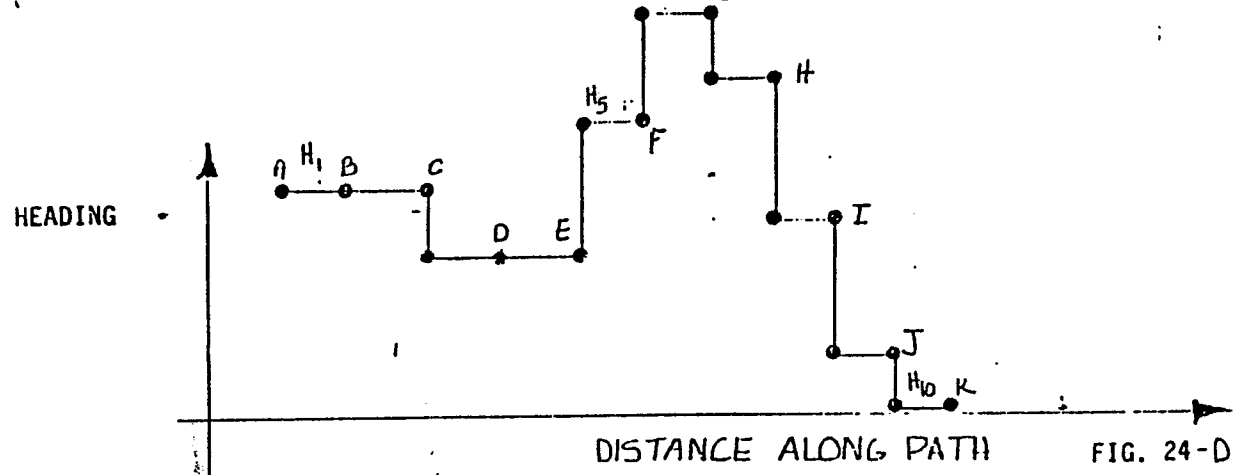 H
H₅
F
A H₁ B C
HEADING
I
D E
J
H₁₀ K
DISTANCE ALONG PATH FIG. 24-D